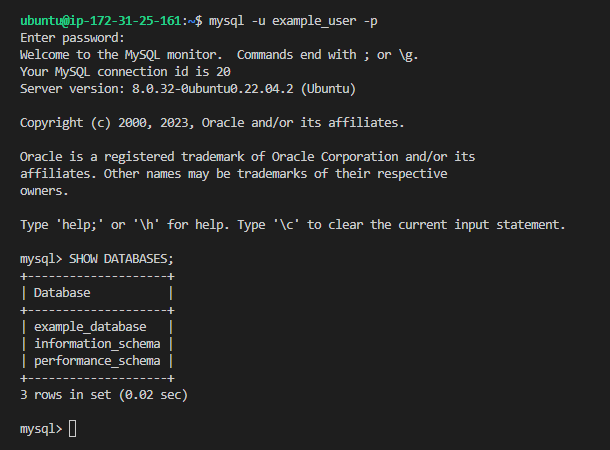 ubuntu@ip-172-31-25-161:~$ mysql -u example_user -p
Enter password:
Welcome to the MySQL monitor.  Commands end with ; or \g.
Your MySQL connection id is 20
Server version: 8.0.32-0ubuntu0.22.04.2 (Ubuntu)

Copyright (c) 2000, 2023, Oracle and/or its affiliates.

Oracle is a registered trademark of Oracle Corporation and/or its
affiliates. Other names may be trademarks of their respective
owners.

Type 'help;' or '\h' for help. Type '\c' to clear the current input statement.

mysql> SHOW DATABASES;
+--------------------+
| Database           |
+--------------------+
| example_database   |
| information_schema |
| performance_schema |
+--------------------+
3 rows in set (0.02 sec)

mysql>